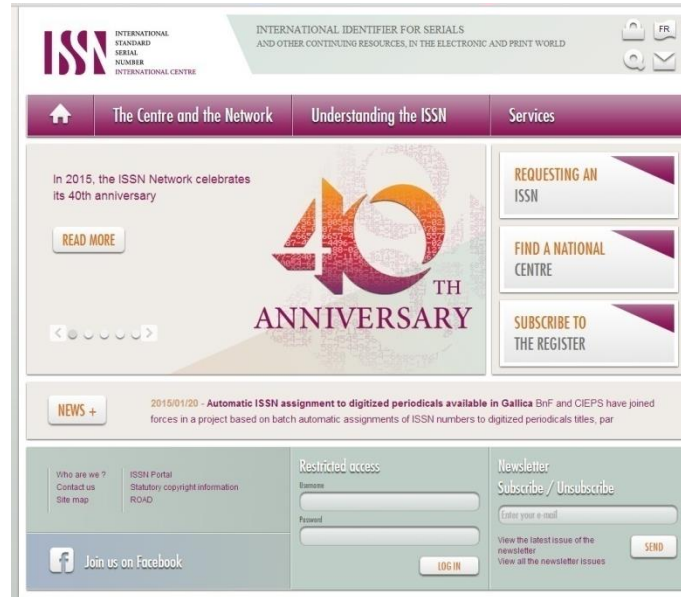 ISSN
INTERNATIONAL
STANDARD
SERIAL
NUMBER
INTERNATIONAL CENTRE
INTERNATIONAL IDENTIFIER FOR SERIALS
AND OTHER CONTINUING RESOURCES, IN THE ELECTRONIC AND PRINT WORLD
FR
The Centre and the Network
Understanding the ISSN
Services
In 2015, the ISSN Network celebrates
its 40th anniversary
READ MORE
40
TH
ANNIVERSARY
REQUESTING AN
ISSN
FIND A NATIONAL
CENTRE
SUBSCRIBE TO
THE REGISTER
NEWS +
2015/01/20 - Automatic ISSN assignment to digitized periodicals available in Gallica BnF and CIEPS have joined
forces in a project based on batch automatic assignments of ISSN numbers to digitized periodicals titles, par
Who are we ?
Contact us
Site map
ISSN Portal
Statutory copyright information
ROAD
Join us on Facebook
Restricted access
Username
Password
LOG IN
Newsletter
Subscribe / Unsubscribe
Enter your e-mail
View the latest issue of the
newsletter
View all the newsletter issues
SEND